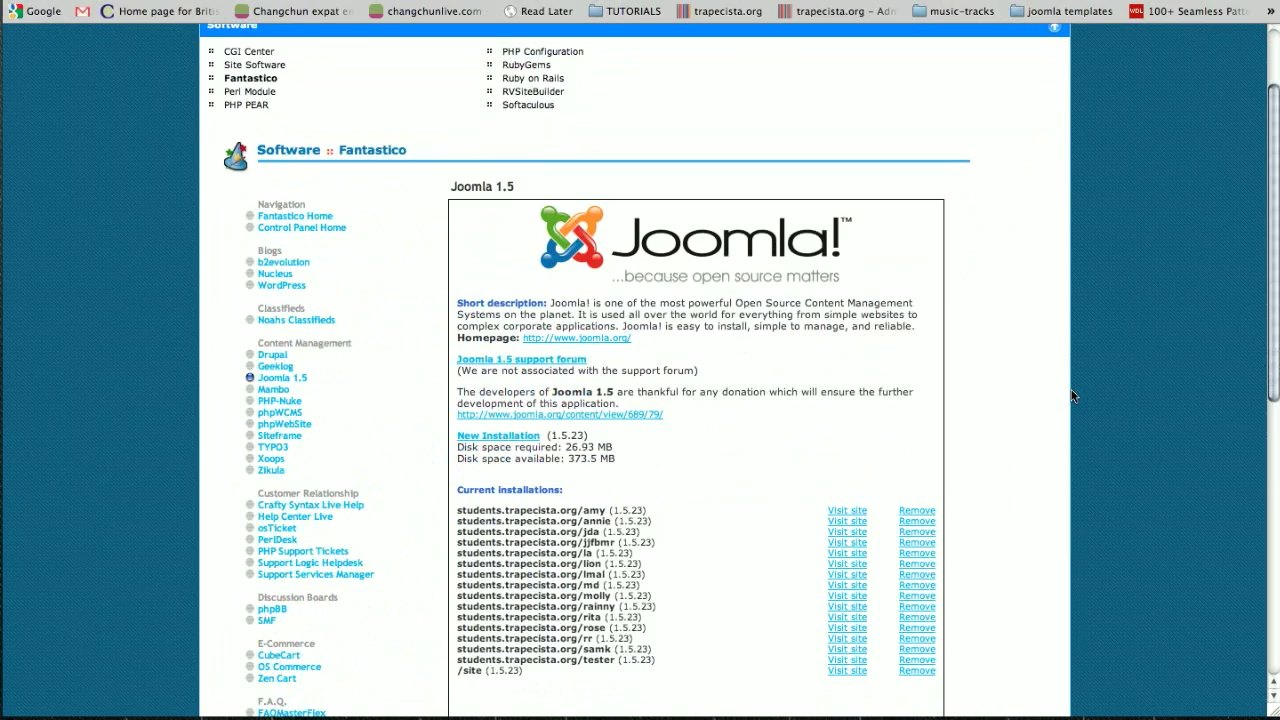 Google
Home page for Brit
Changchun expat en
changchunlive.com
Read Later
TUTORIALS
trapecista.org
trapecista.org – Adm
music-tracks
joomla templates
WDL
100+ Seamless Patt
»
Software
CGI Center
Site Software
Fantastico
Perl Module
PHP PEAR
PHP Configuration
RubyGems
Ruby on Rails
RVSiteBuilder
Softaculous
Software :: Fantastico
Navigation
Fantastico Home
Control Panel Home
Blogs
b2evolution
Nucleus
WordPress
Classifieds
Noahs Classifieds
Content Management
Drupal
Geeklog
Joomla 1.5
Mambo
PHP-Nuke
phpWCMS
phpWebSite
Siteframe
TYPO3
Xoops
Zikula
Customer Relationship
Crafty Syntax Live Help
Help Center Live
osTicket
PerlDesk
PHP Support Tickets
Support Logic Helpdesk
Support Services Manager
Discussion Boards
phpBB
SMF
E-Commerce
CubeCart
OS Commerce
Zen Cart
F.A.Q.
FAQMasterFlex
Joomla 1.5
Joomla!™
...because open source matters
Short description: Joomla! is one of the most powerful Open Source Content Management
Systems on the planet. It is used all over the world for everything from simple websites to
complex corporate applications. Joomla! is easy to install, simple to manage, and reliable.
Homepage: http://www.joomla.org/
Joomla 1.5 support forum
(We are not associated with the support forum)
The developers of Joomla 1.5 are thankful for any donation which will ensure the further
development of this application.
http://www.joomla.org/content/view/689/79/
New Installation (1.5.23)
Disk space required: 26.93 MB
Disk space available: 373.5 MB
Current installations:
students.trapecista.org/amy (1.5.23) Visit site Remove
students.trapecista.org/annie (1.5.23) Visit site Remove
students.trapecista.org/jda (1.5.23) Visit site Remove
students.trapecista.org/jjfbmr (1.5.23) Visit site Remove
students.trapecista.org/la (1.5.23) Visit site Remove
students.trapecista.org/lion (1.5.23) Visit site Remove
students.trapecista.org/lmal (1.5.23) Visit site Remove
students.trapecista.org/md (1.5.23) Visit site Remove
students.trapecista.org/molly (1.5.23) Visit site Remove
students.trapecista.org/rainny (1.5.23) Visit site Remove
students.trapecista.org/rita (1.5.23) Visit site Remove
students.trapecista.org/rose (1.5.23) Visit site Remove
students.trapecista.org/rr (1.5.23) Visit site Remove
students.trapecista.org/samk (1.5.23) Visit site Remove
students.trapecista.org/tester (1.5.23) Visit site Remove
/site (1.5.23) Visit site Remove